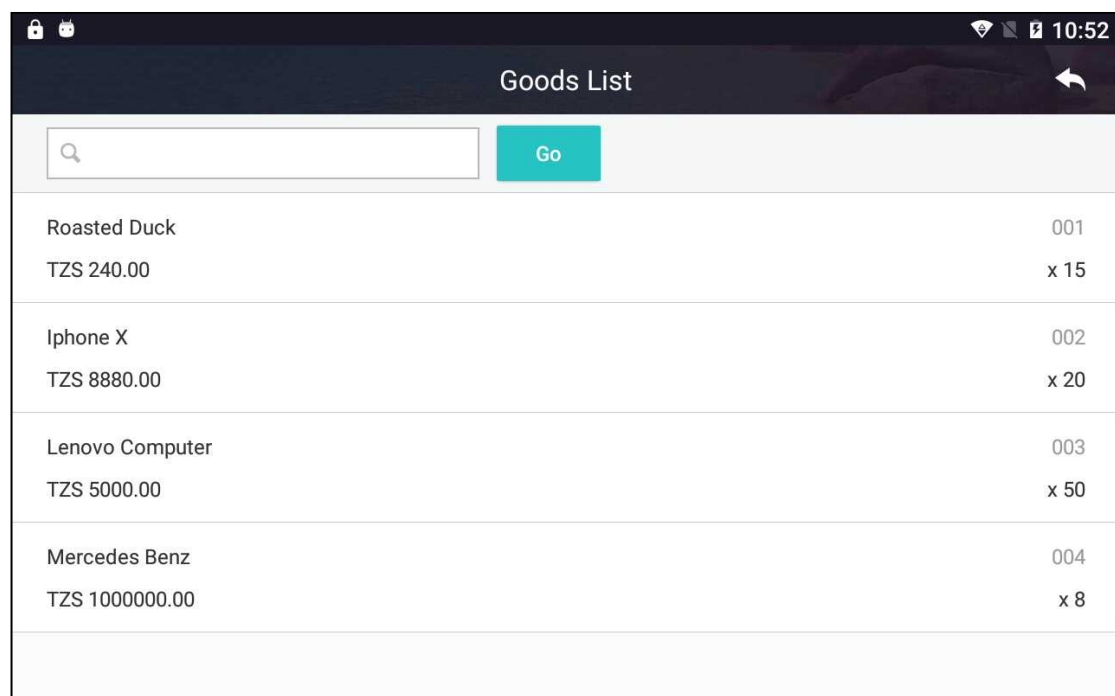 10:52
Goods List
Go
Roasted Duck 001
TZS 240.00 x 15
Iphone X 002
TZS 8880.00 x 20
Lenovo Computer 003
TZS 5000.00 x 50
Mercedes Benz 004
TZS 1000000.00 x 8